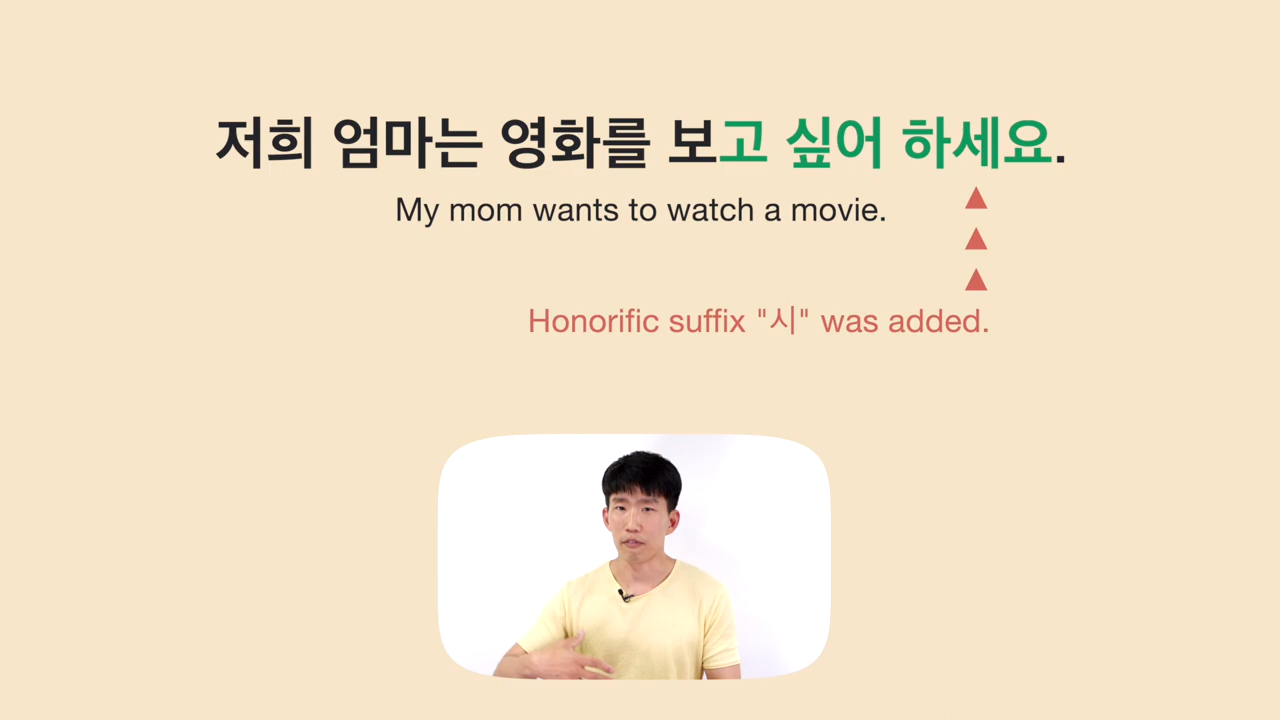 저희 엄마는 영화를 보고 싶어 하세요.
My mom wants to watch a movie.
▲
▲
▲
Honorific suffix "시" was added.